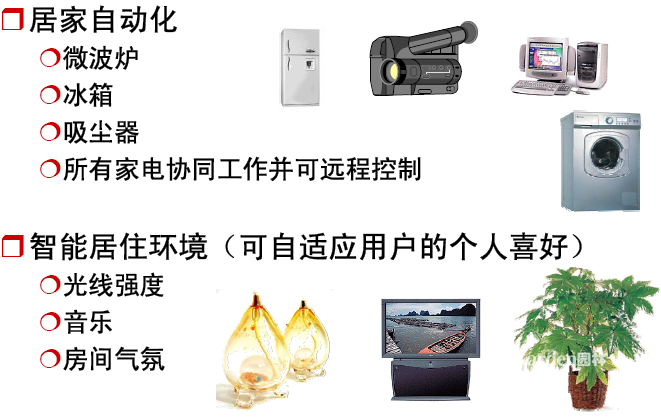 居家自动化
微波炉
冰箱
吸尘器
所有家电协同工作并可远程控制
智能居住环境（可自适应用户的个人喜好）
光线强度
音乐
房间气氛